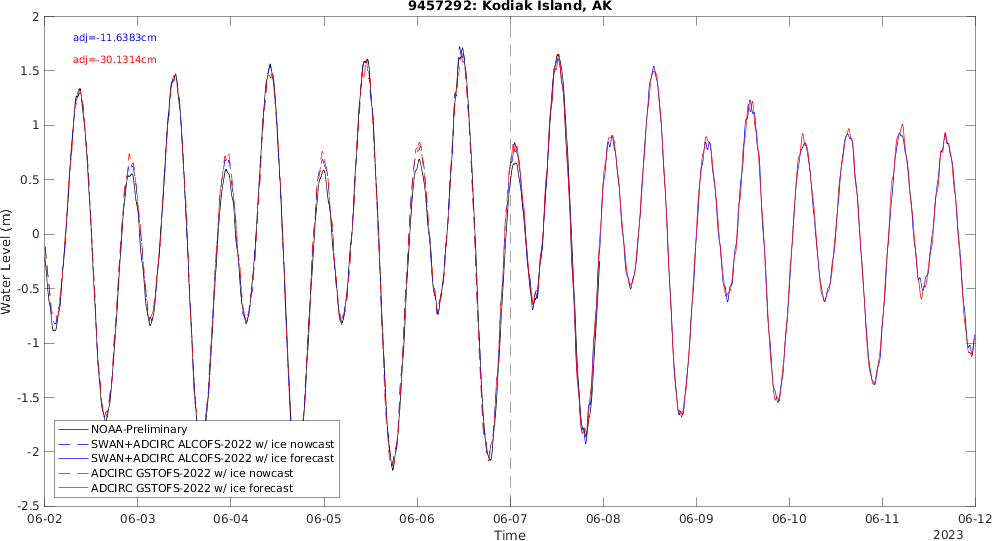 9457292: Kodiak Island, AK
2
adj=-11.6383cm
adj=-30.1314cm
1.5
1
0.5
0
Water Level (m)
-0.5
-1
-1.5
-2
-2.5
NOAA-Preliminary
SWAN+ADCIRC ALCOFS-2022 w/ ice nowcast
SWAN+ADCIRC ALCOFS-2022 w/ ice forecast
ADCIRC GSTOFS-2022 w/ ice nowcast
ADCIRC GSTOFS-2022 w/ ice forecast
06-02 06-03 06-04 06-05 06-06 06-07 06-08 06-09 06-10 06-11 06-12
Time
2023